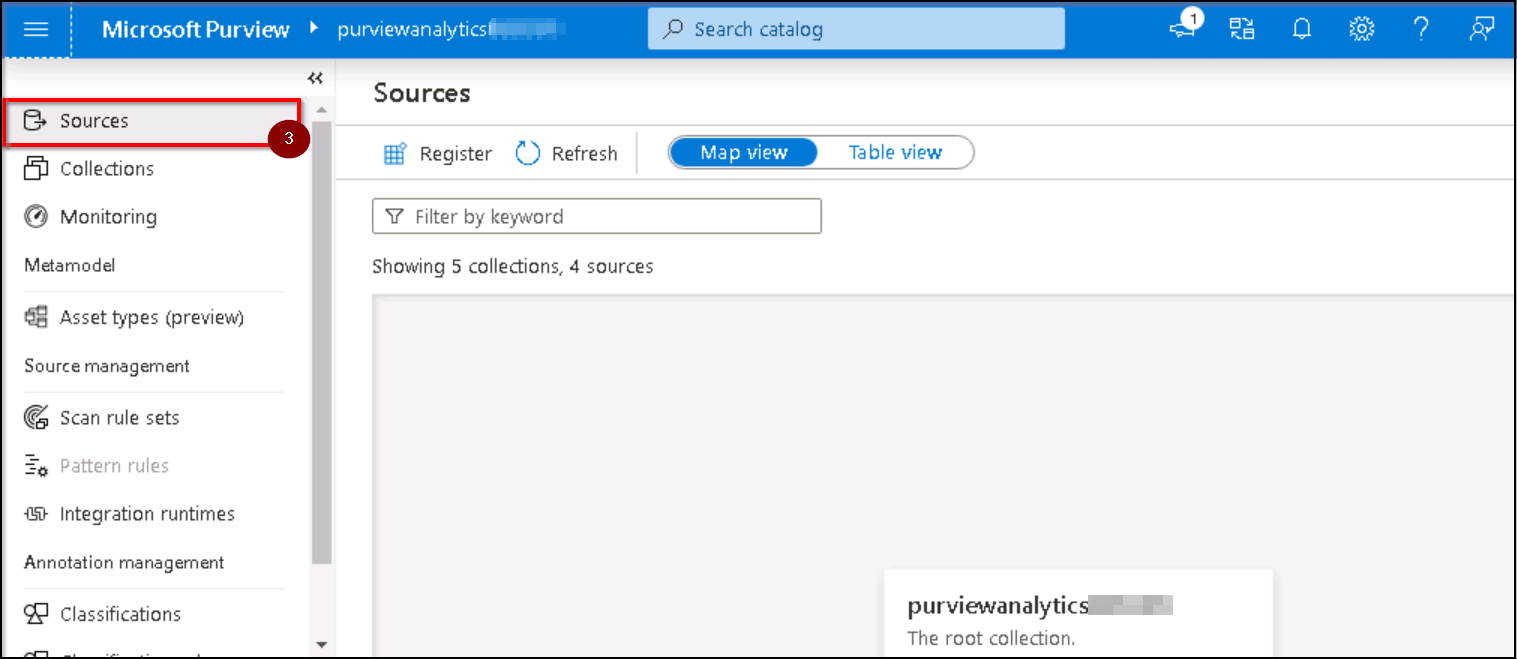 Microsoft Purview purviewanalytics
Search catalog
1
Sources
3
Collections
Monitoring
Metamodel
Asset types (preview)
Source management
Scan rule sets
Pattern rules
Integration runtimes
Annotation management
Classifications
Sources
Register Refresh Map view Table view
Filter by keyword
Showing 5 collections, 4 sources
purviewanalytics
The root collection.